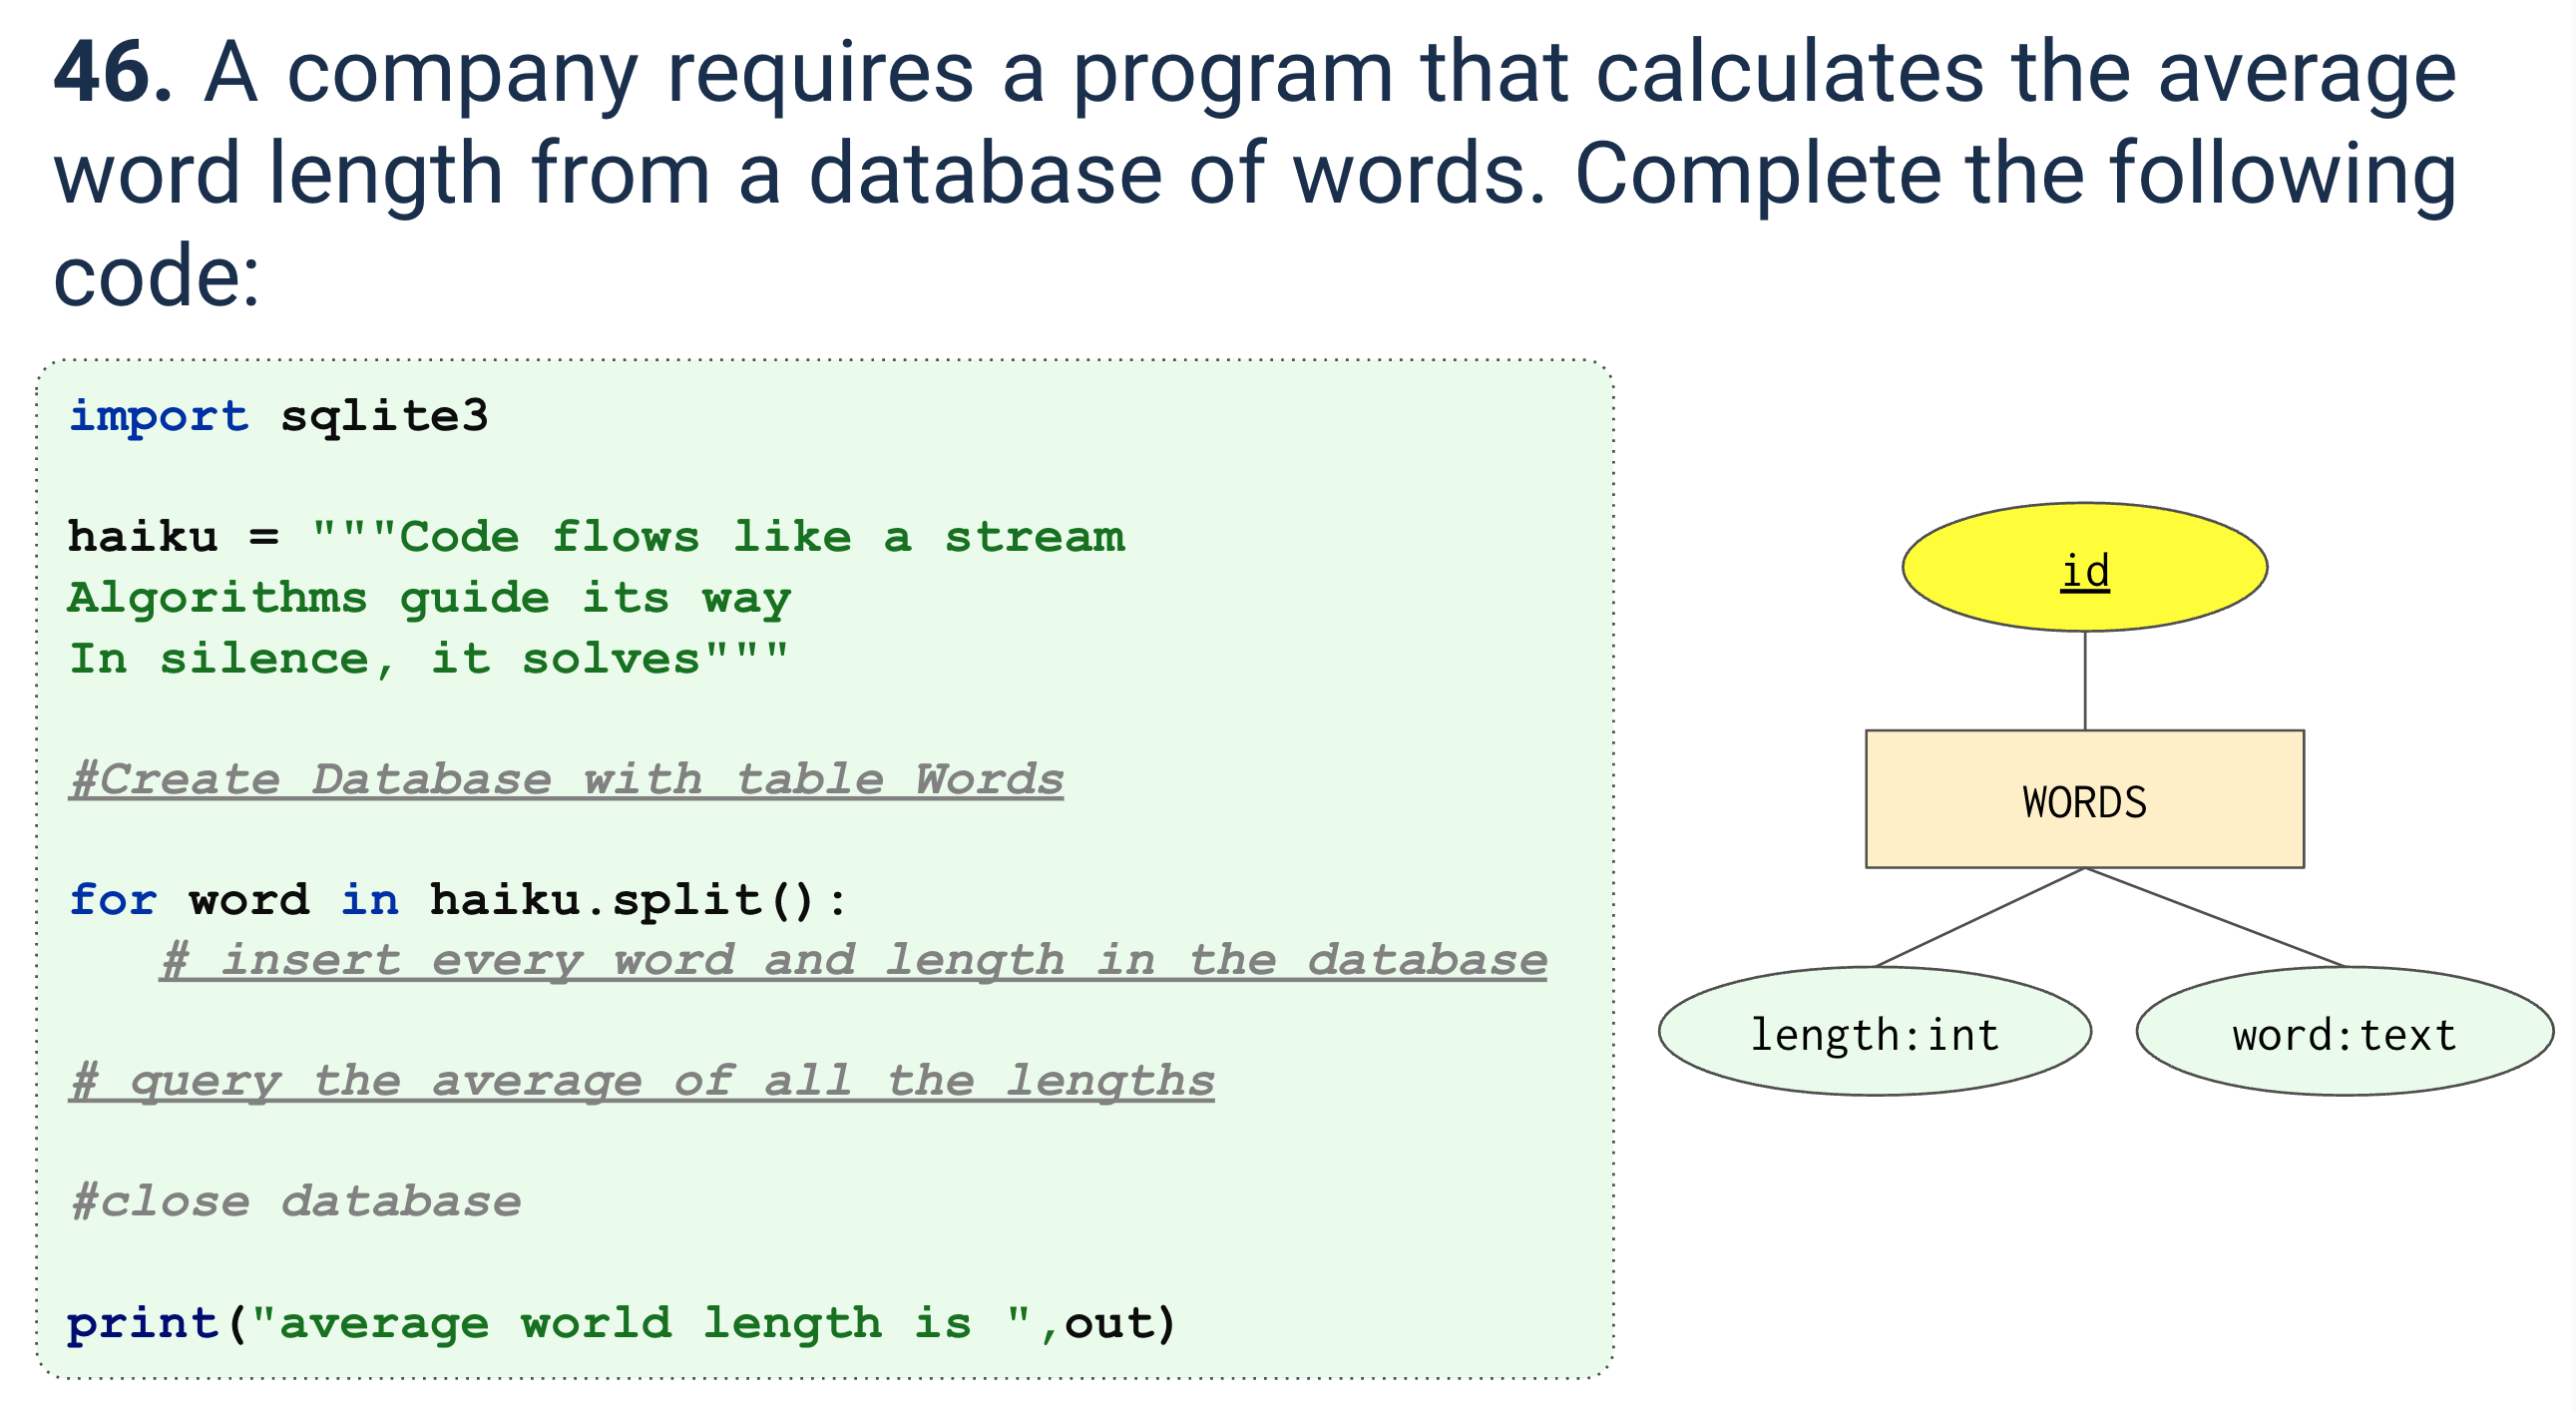 46. A company requires a program that calculates the average
word length from a database of words. Complete the following
code:
import sqlite3
haiku = """Code flows like a stream
Algorithms guide its way
In silence, it solves"""
#Create Database with table Words
for word in haiku.split():
# insert every word and length in the database
# query the average of all the lengths
#close database
print("average world length is ",out)
id
WORDS
length:int
word:text